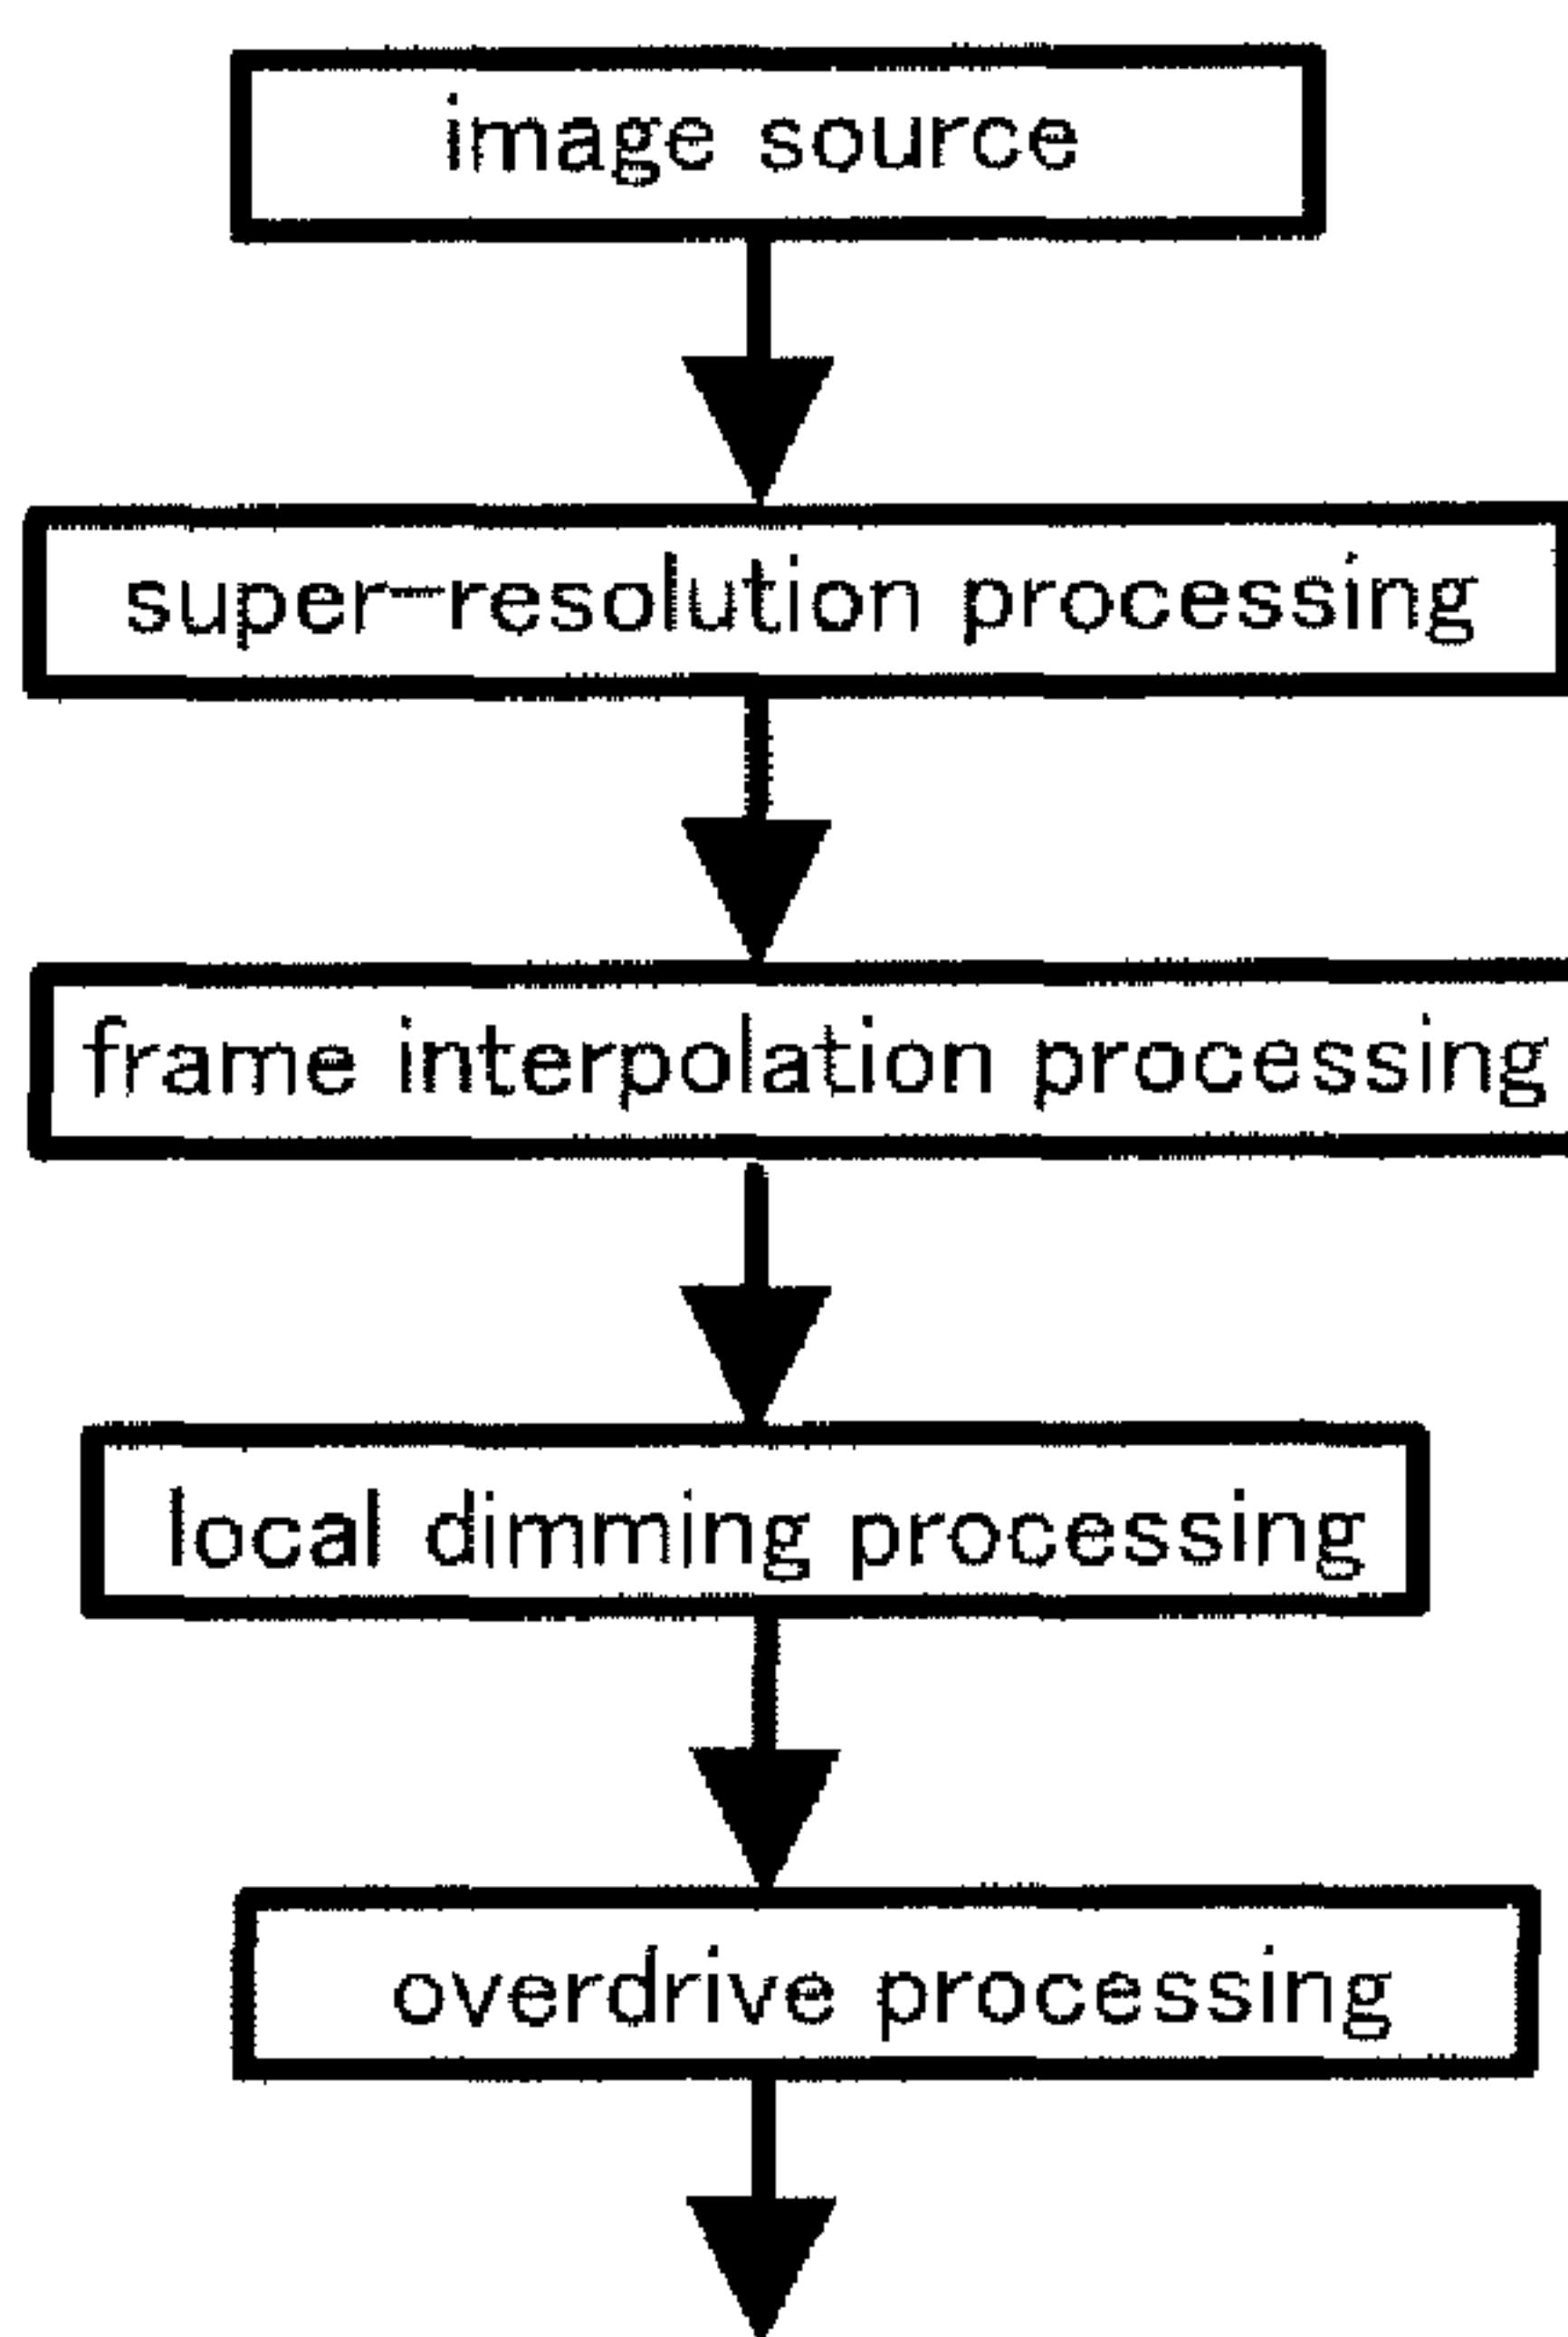 image source
super-resolution processing
frame interpolation processing
local dimming processing
overdrive processing